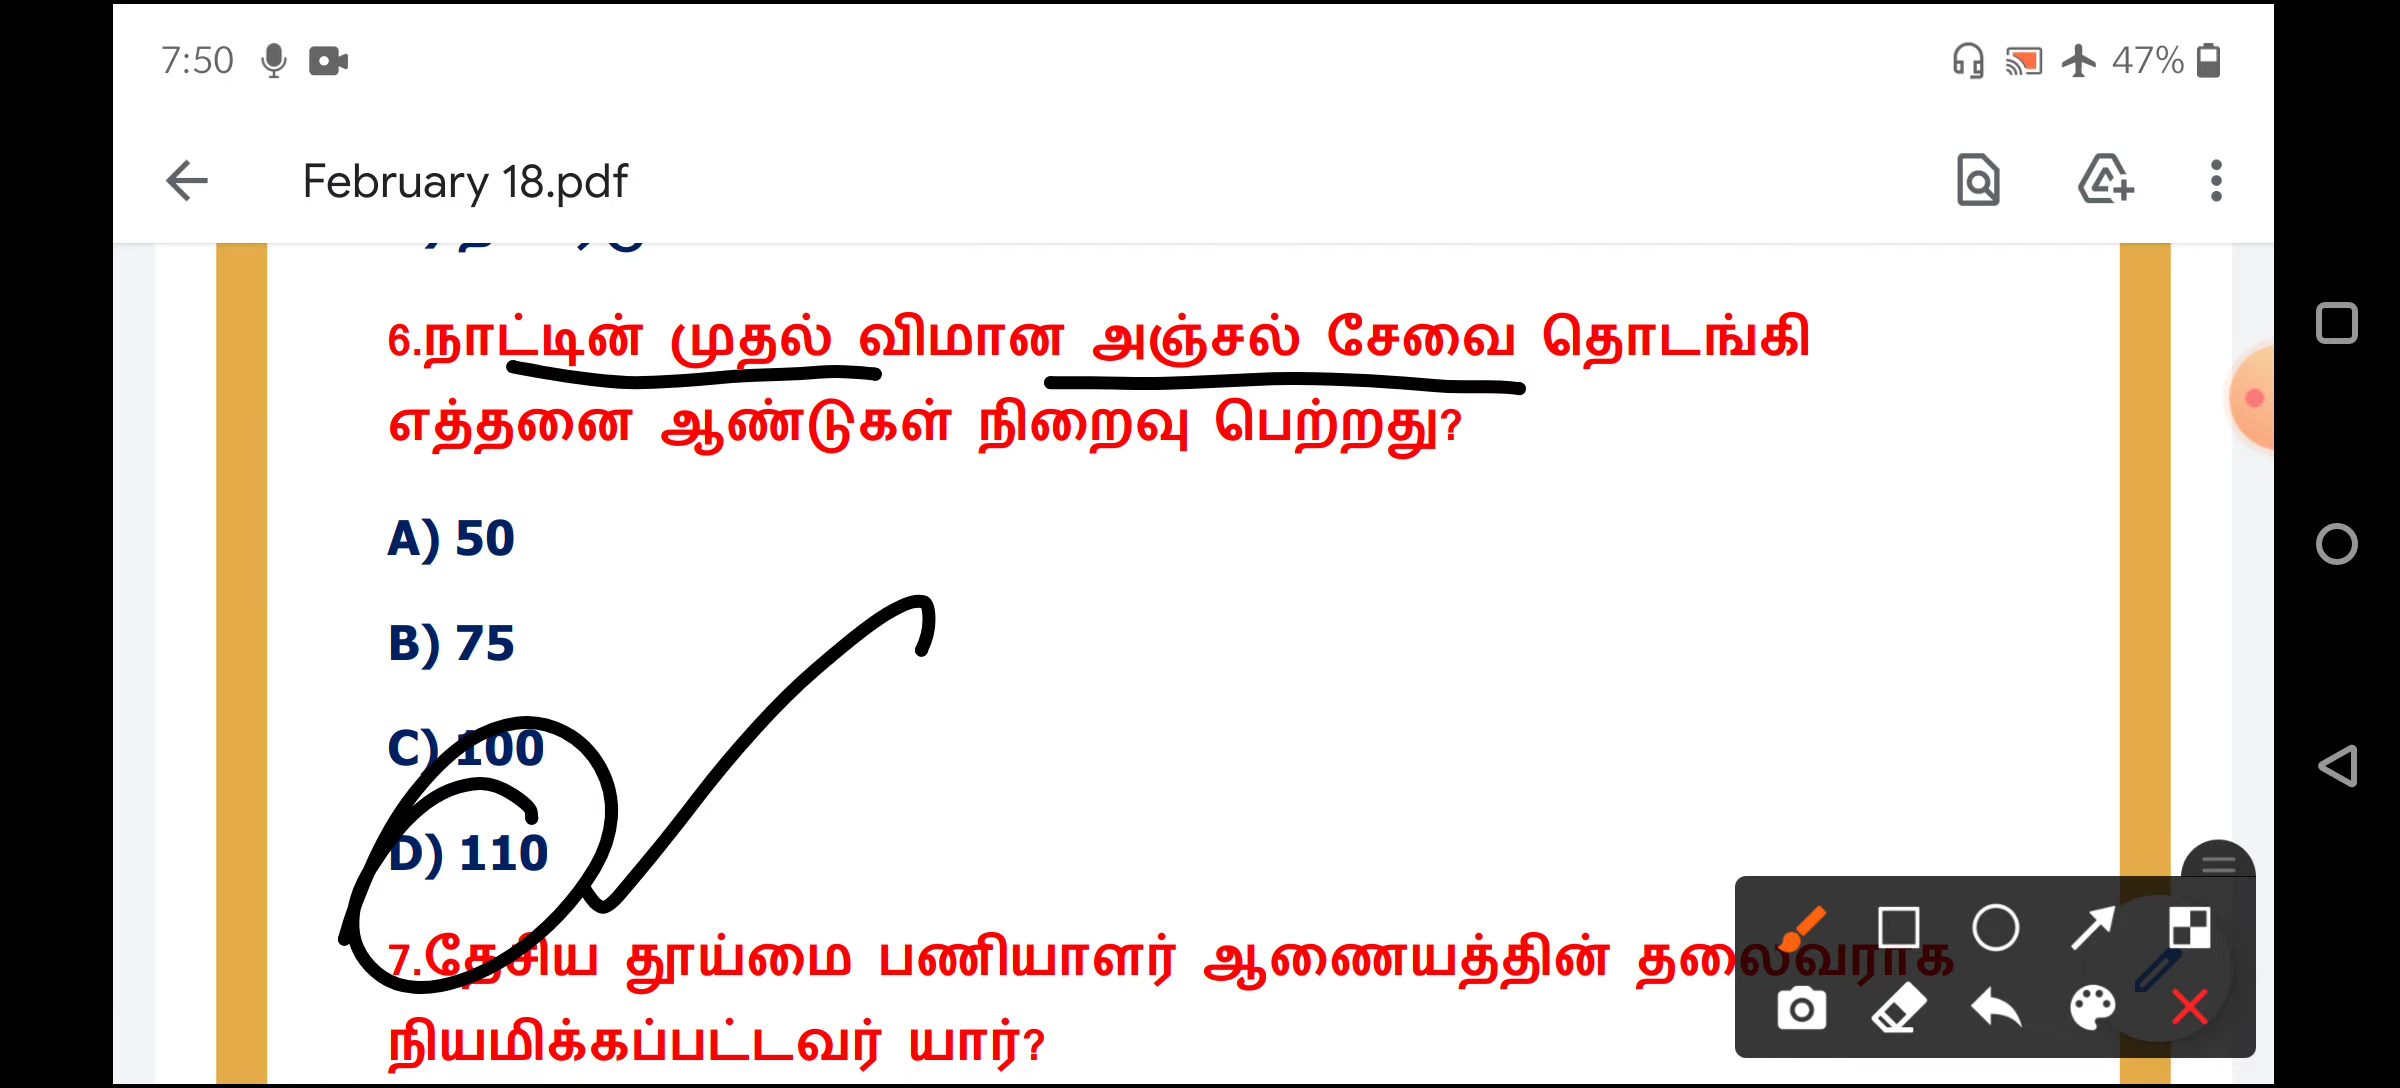 7:50 47%
February 18.pdf
6.நாட்டின் முதல் விமான அஞ்சல் சேவை தொடங்கி
எத்தனை ஆண்டுகள் நிறைவு பெற்றது?
A) 50
B) 75
C) 100
D) 110
7.தேசிய தூய்மை பணியாளர் ஆணையத்தின் தலைவராக
நியமிக்கப்பட்டவர் யார்?